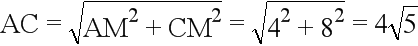 AC = √(AM² + CM²) = √(4² + 8²) = 4√5